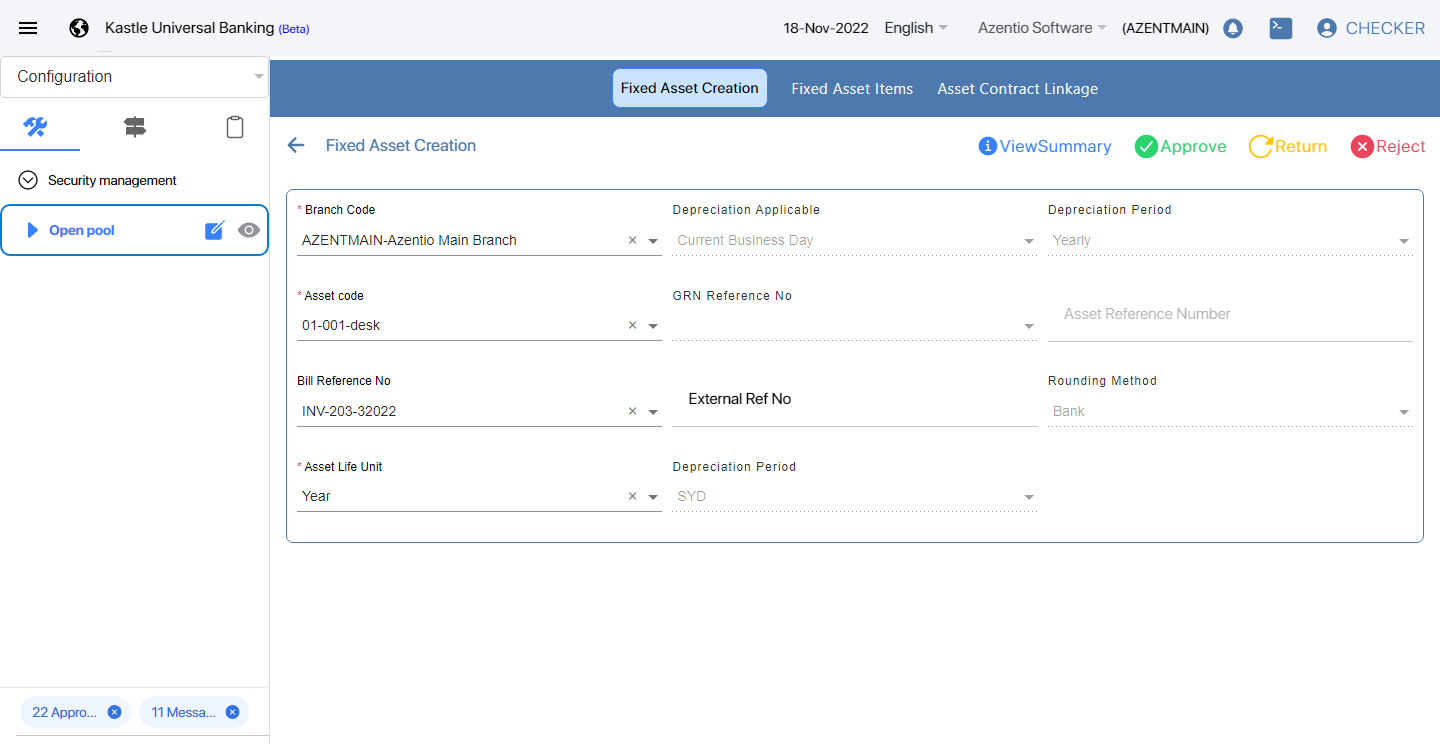 Kastle Universal Banking (Beta)
18-Nov-2022 English Azentio Software (AZENTMAIN) CHECKER
Configuration
Fixed Asset Creation Fixed Asset Items Asset Contract Linkage
Fixed Asset Creation
ViewSummary Approve Return Reject
Security management
Open pool
* Branch Code Depreciation Applicable Depreciation Period
AZENTMAIN-Azentio Main Branch Current Business Day Yearly
* Asset code GRN Reference No
Asset Reference Number
01-001-desk
Bill Reference No Rounding Method
External Ref No
INV-203-32022 Bank
* Asset Life Unit Depreciation Period
Year SYD
22 Appro... 11 Messa...